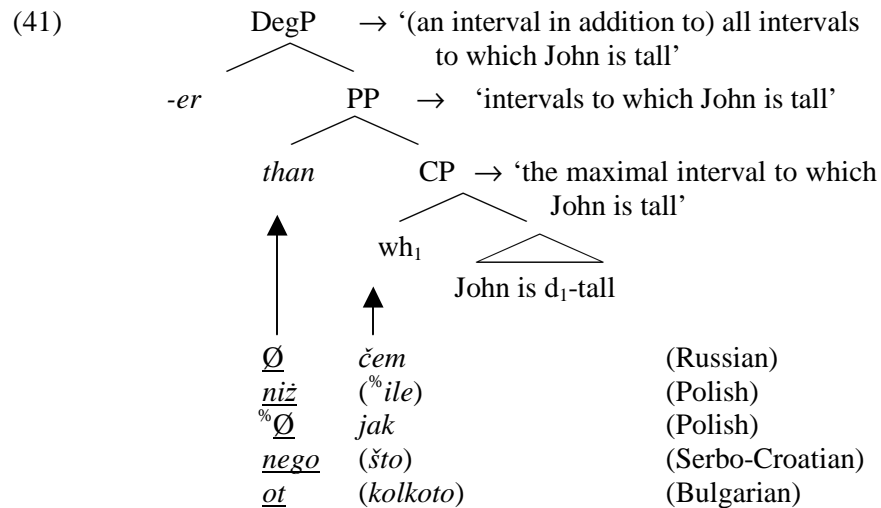 (41) DegP → ‘(an interval in addition to) all intervals
to which John is tall’
-er PP → ‘intervals to which John is tall’
than CP → ‘the maximal interval to which
John is tall’
wh₁
John is d₁-tall
Ø čem (Russian)
niż (%ile) (Polish)
%Ø jak (Polish)
nego (što) (Serbo-Croatian)
ot (kolkoto) (Bulgarian)